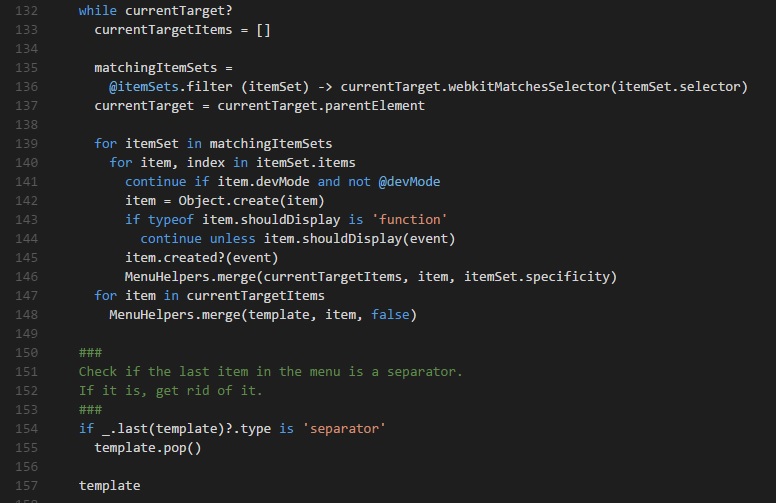 132 while currentTarget?
133 currentTargetItems = []
134
135 matchingItemSets =
136 @itemSets.filter (itemSet) -> currentTarget.webkitMatchesSelector(itemSet.selector)
137 currentTarget = currentTarget.parentElement
138
139 for itemSet in matchingItemSets
140 for item, index in itemSet.items
141 continue if item.devMode and not @devMode
142 item = Object.create(item)
143 if typeof item.shouldDisplay is 'function'
144 continue unless item.shouldDisplay(event)
145 item.created?(event)
146 MenuHelpers.merge(currentTargetItems, item, itemSet.specificity)
147 for item in currentTargetItems
148 MenuHelpers.merge(template, item, false)
149
150 ###
151 Check if the last item in the menu is a separator.
152 If it is, get rid of it.
153 ###
154 if _.last(template)?.type is 'separator'
155 template.pop()
156
157 template